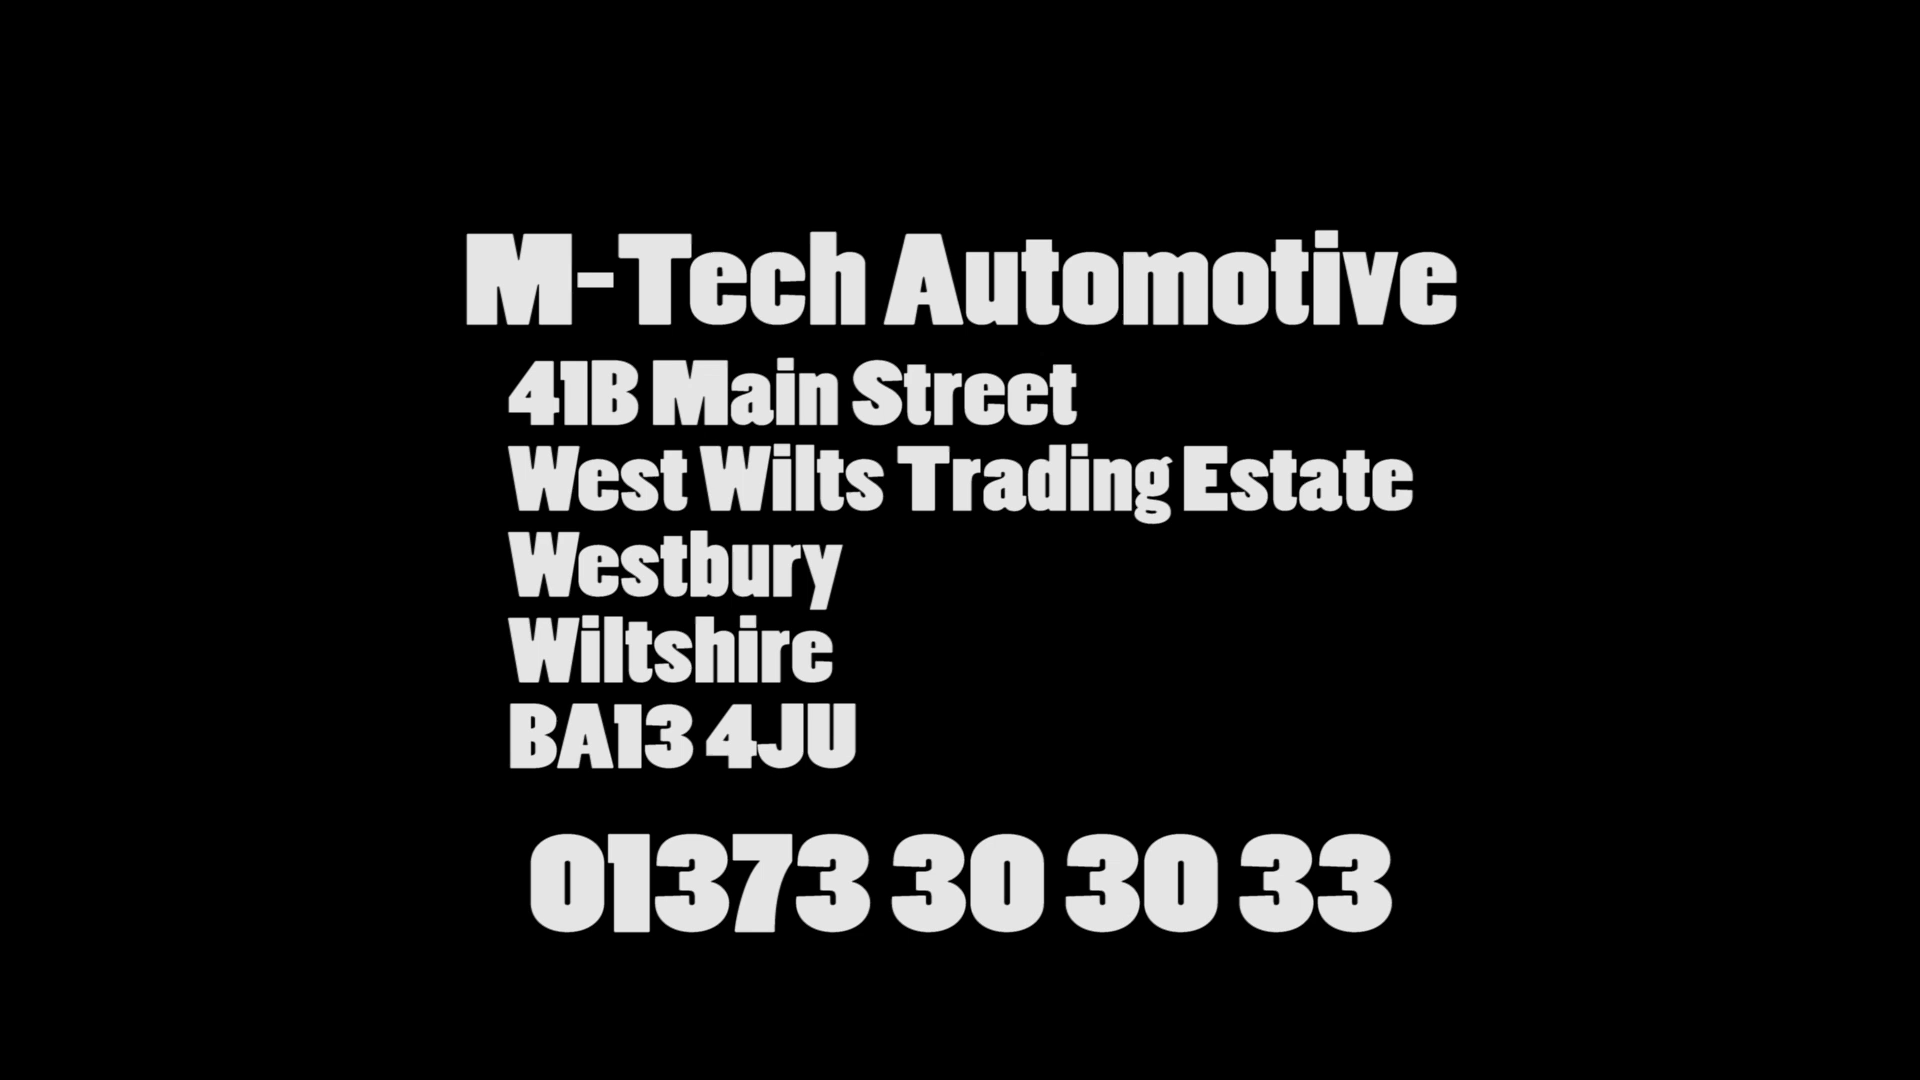 M-Tech Automotive
41B Main Street
West Wilts Trading Estate
Westbury
Wiltshire
BA13 4JU
01373 30 30 33